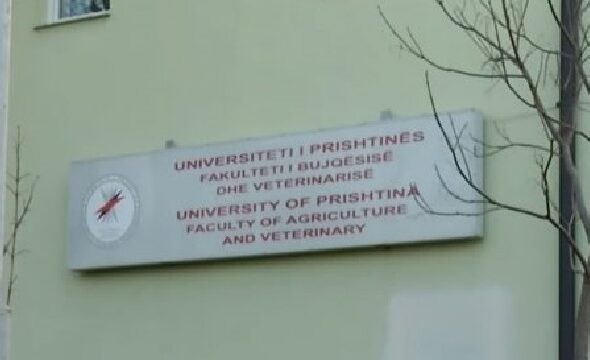 UNIVERSITETI I PRISHTINËS
FAKULTETI I BUJQËSISË
DHE VETERINARISË
UNIVERSITY OF PRISHTINA
FACULTY OF AGRICULTURE
AND VETERINARY